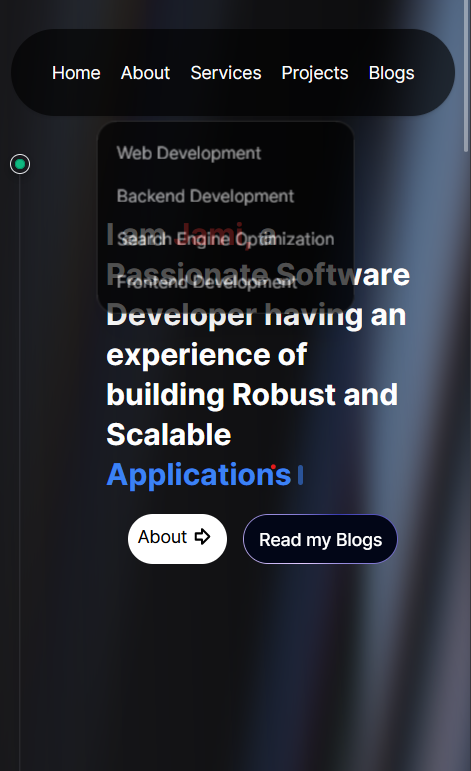 Home About Services Projects Blogs
Web Development
Backend Development
I am Jami, a
Search Engine Optimization
Passionate Software
Frontend Development
Developer having an
experience of
building Robust and
Scalable
Applications
About
Read my Blogs